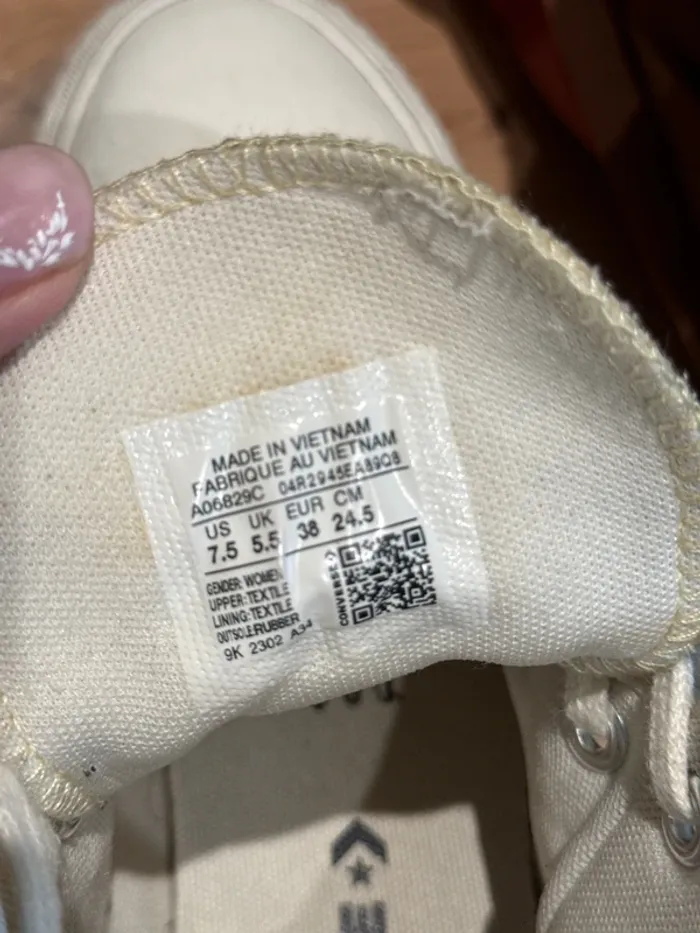 MADE IN VIETNAM
FABRIQUE AU VIETNAM
A06829C 04R2945EA89Q8
US UK EUR CM
7.5 5.5 38 24.5
GENDER: WOMEN
UPPER:TEXTILE
LINING:TEXTILE
OUTSOLE:RUBBER
9K 2302 A34
CONVERSE